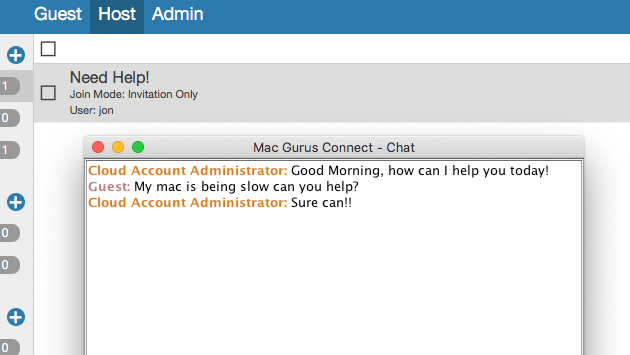 Guest Host Admin
Need Help!
1
Join Mode: Invitation Only
0
User: jon
1
Mac Gurus Connect - Chat
Cloud Account Administrator: Good Morning, how can I help you today!
Guest: My mac is being slow can you help?
Cloud Account Administrator: Sure can!!
0
0
0